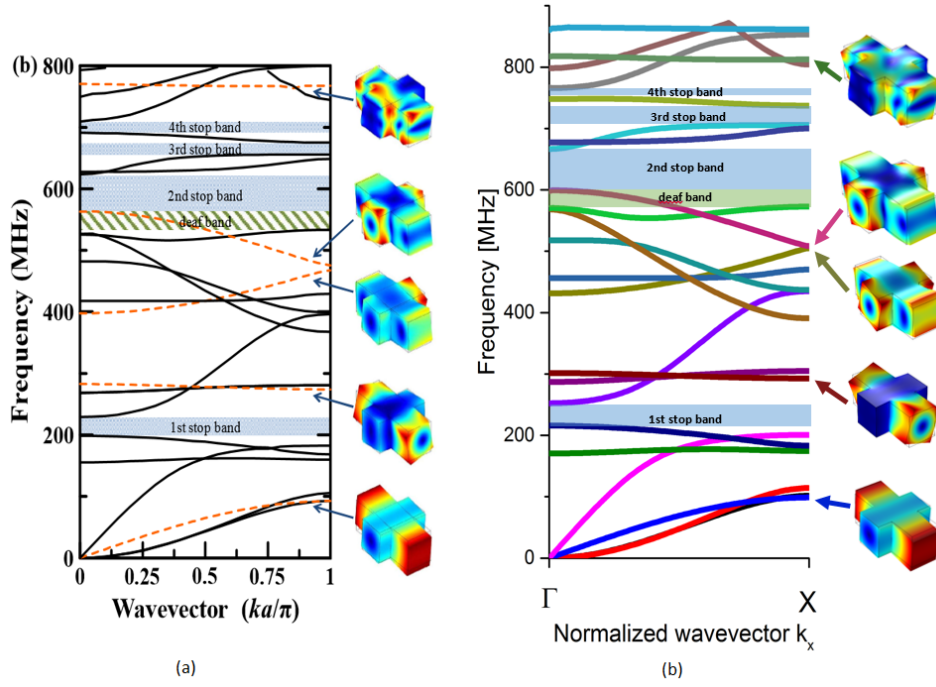 (b)
800
600
400
200
0
Frequency (MHz)
4th stop band
3rd stop band
2nd stop band
deaf band
1st stop band
0
0.25
0.5
0.75
1
Wavevector (ka/π)
(a)
800
600
400
200
0
Frequency [MHz]
4th stop band
3rd stop band
2nd stop band
deaf band
1st stop band
Γ
X
Normalized wavevector kₓ
(b)